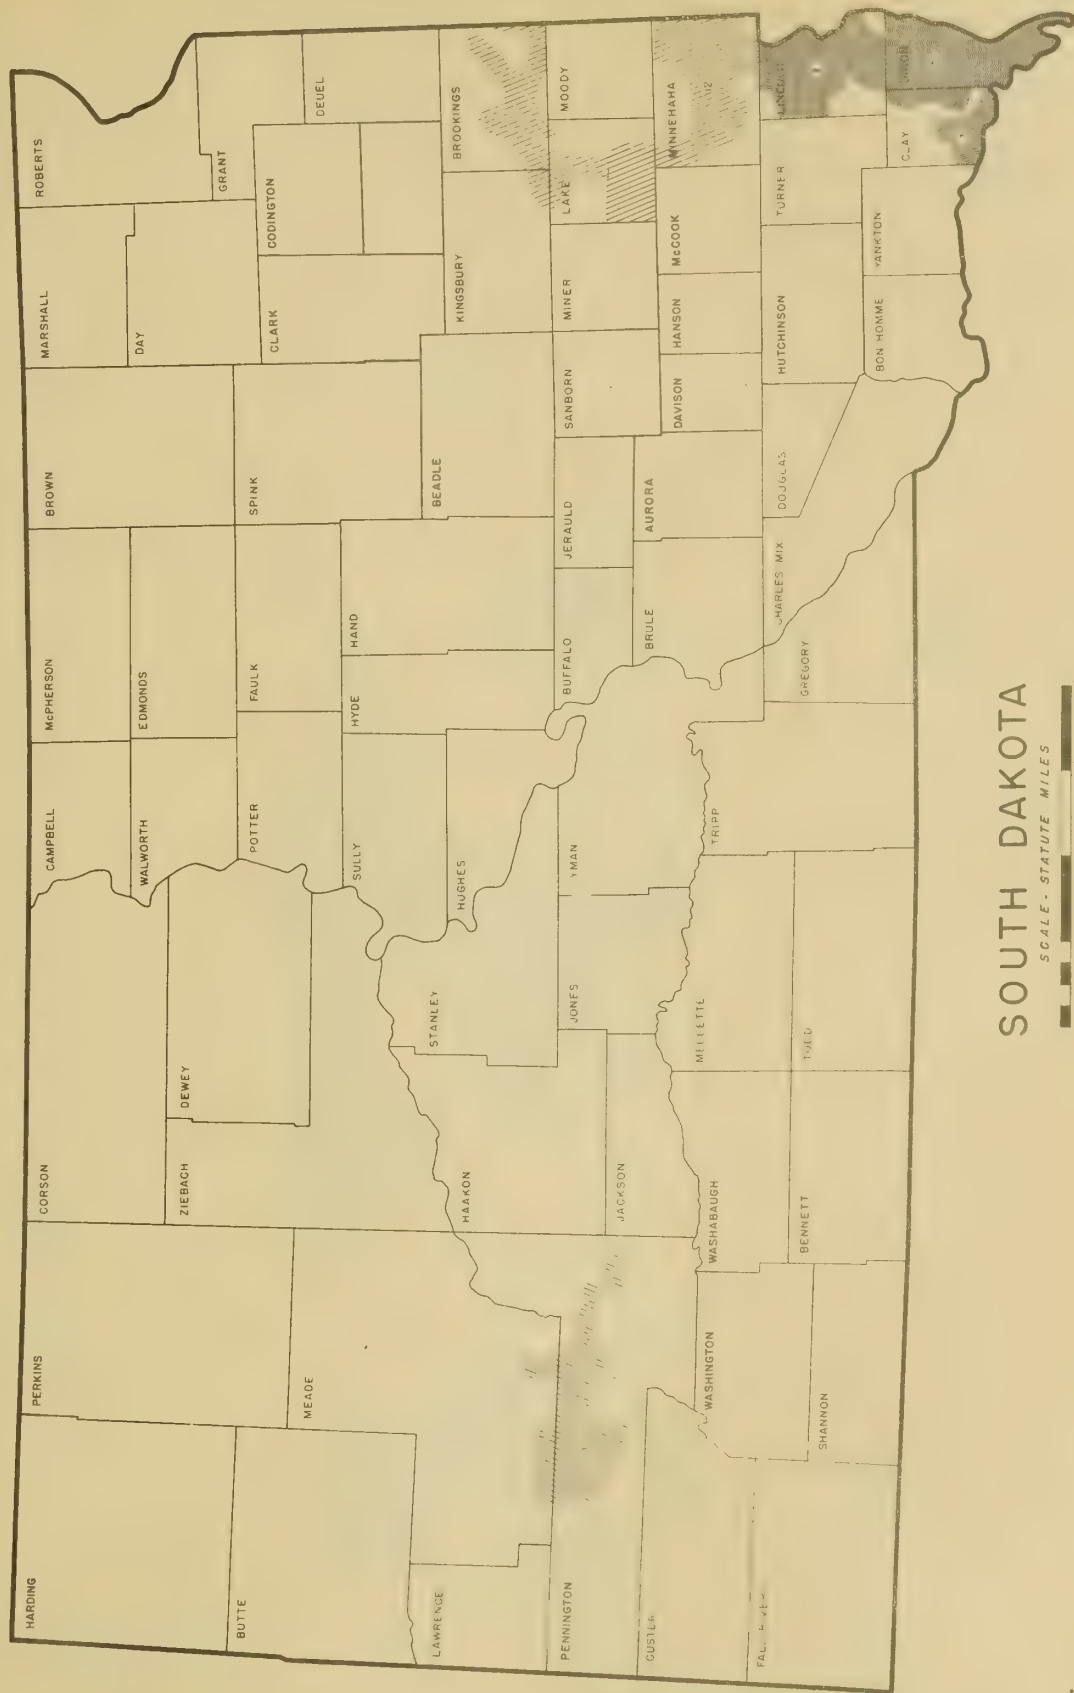 HARDING
PERKINS
CORSON
CAMPBELL
McPHERSON
BROWN
MARSHALL
ROBERTS
WALWORTH
EDMONDS
DAY
GRANT
BUTTE
MEADE
ZIEBACH
DEWEY
POTTER
FAULK
SPINK
CLARK
CODINGTON
DEUEL
SULLY
HYDE
HAND
LAWRENCE
HAAKON
STANLEY
HUGHES
BEADLE
KINGSBURY
BROOKINGS
PENNINGTON
JACKSON
JONES
YMAN
BUFFALO
JERAULD
SANBORN
MINER
LAKE
MOODY
CUSTER
WASHINGTON
WASHABAUGH
MELLETTE
TRIPP
BRULE
AURORA
DAVISON
HANSON
McCOOK
MINNEHAHA
SHANNON
BENNETT
GREGORY
CHARLES MIX
DOUGLAS
HUTCHINSON
TURNER
LINCOLN
BON HOMME
YANKTON
CLAY
SOUTH DAKOTA
SCALE - STATUTE MILES